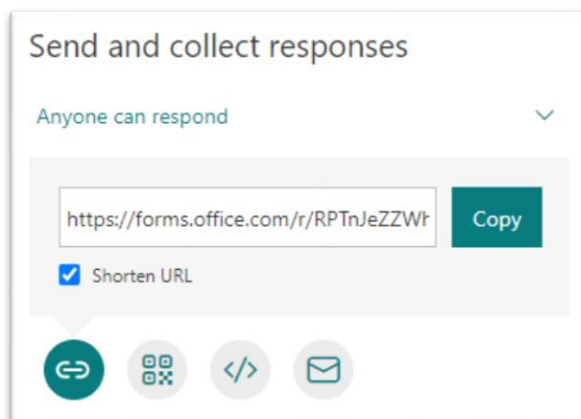 Send and collect responses
Anyone can respond
https://forms.office.com/r/RPTnJeZZWh
Copy
Shorten URL